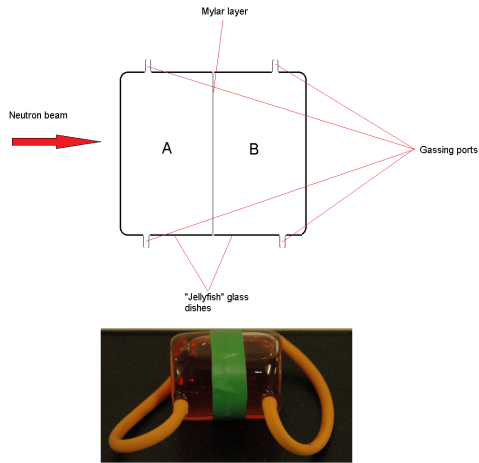 Mylar layer
Neutron beam
A
B
Gassing ports
"Jellyfish" glass
dishes